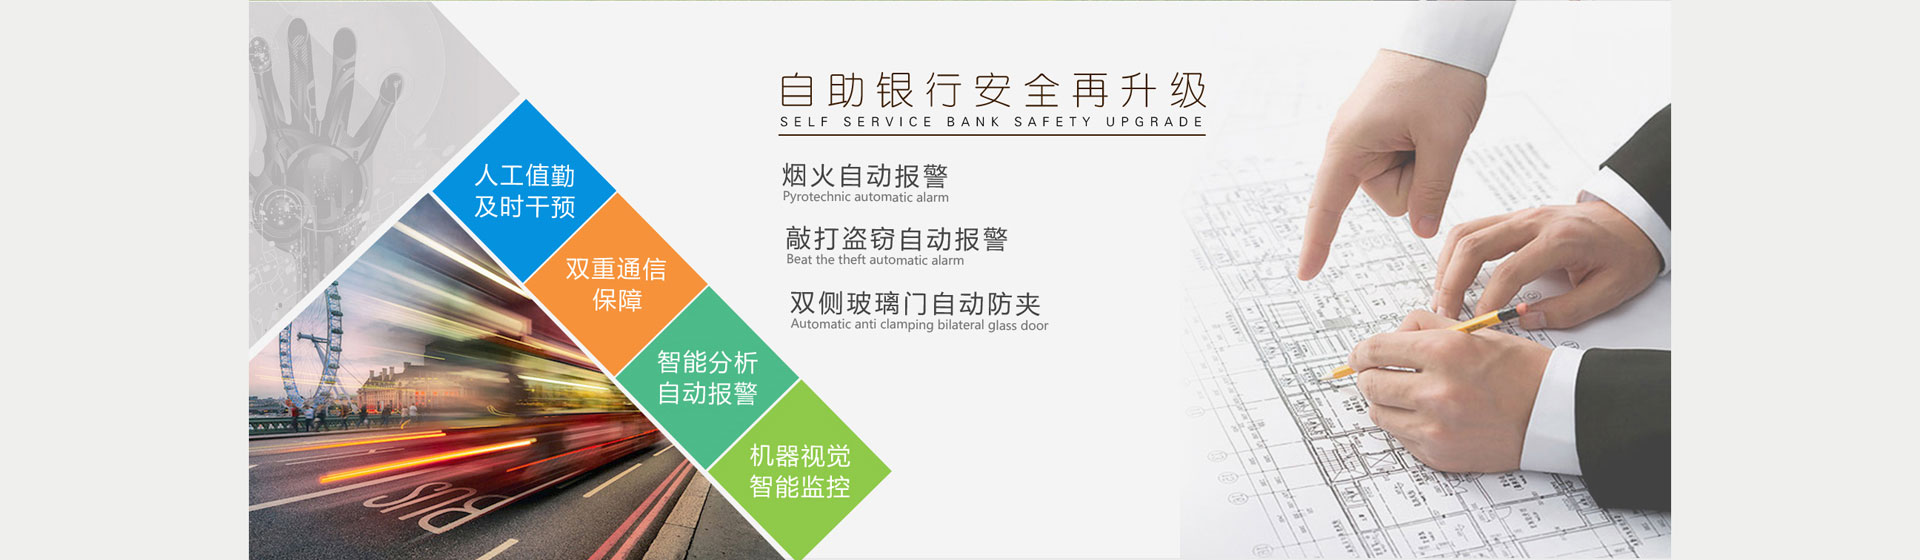 自助银行安全再升级
SELF SERVICE BANK SAFETY UPGRADE
烟火自动报警
Pyrotechnic automatic alarm
敲打盗窃自动报警
Beat the theft automatic alarm
双侧玻璃门自动防夹
Automatic anti clamping bilateral glass door
人工值勤
及时干预
双重通信
保障
智能分析
自动报警
机器视觉
智能监控
BUS